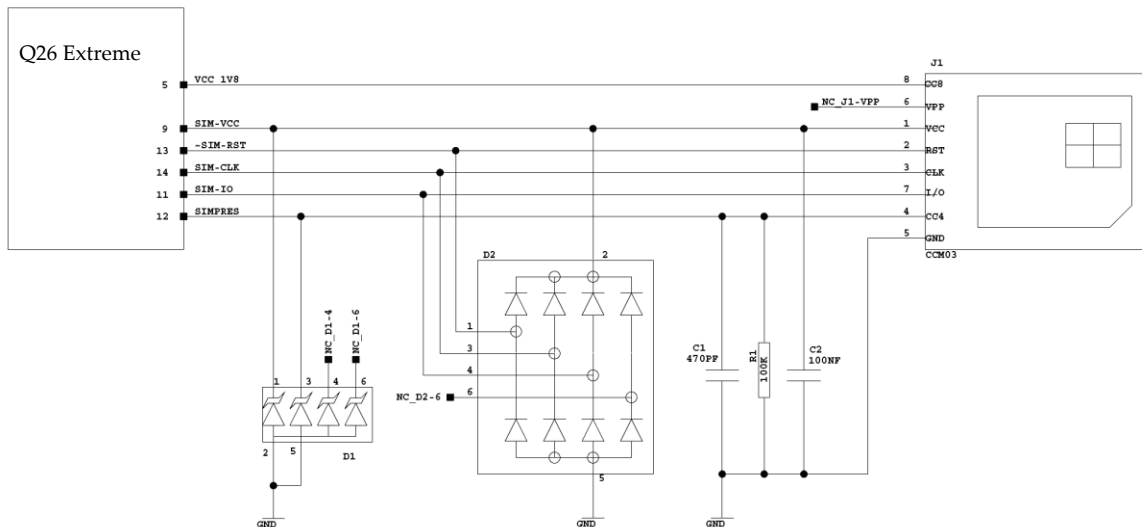 Q26 Extreme
J1
5 VCC 1V8 8 CC8
NC_J1-VPP 6 VPP
9 SIM-VCC 1 VCC
13 ~SIM-RST 2 RST
14 SIM-CLK 3 CLK
11 SIM-IO 7 I/O
12 SIMPRES 4 CC4
5 GND
CCM03
D2 2
1
3
4
NC_D2-6 6
5
NC_D1-4
NC_D1-6
1 3 4 6
2 5 D1
C1
470PF
R1
100K
C2
100NF
GND
GND
GND